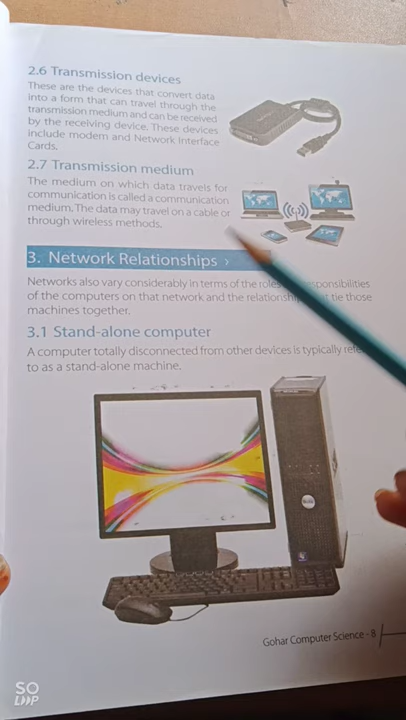 2.6 Transmission devices
These are the devices that convert data
into a form that can travel through the
transmission medium and can be received
by the receiving device. These devices
include modem and Network Interface
Cards.
2.7 Transmission medium
The medium on which data travels for
communication is called a communication
medium. The data may travel on a cable or
through wireless methods.
3. Network Relationships ›
Networks also vary considerably in terms of the roles responsibilities
of the computers on that network and the relationship tie those
machines together.
3.1 Stand-alone computer
A computer totally disconnected from other devices is typically
to as a stand-alone machine.
Gohar Computer Science - 8
SO
LOOP